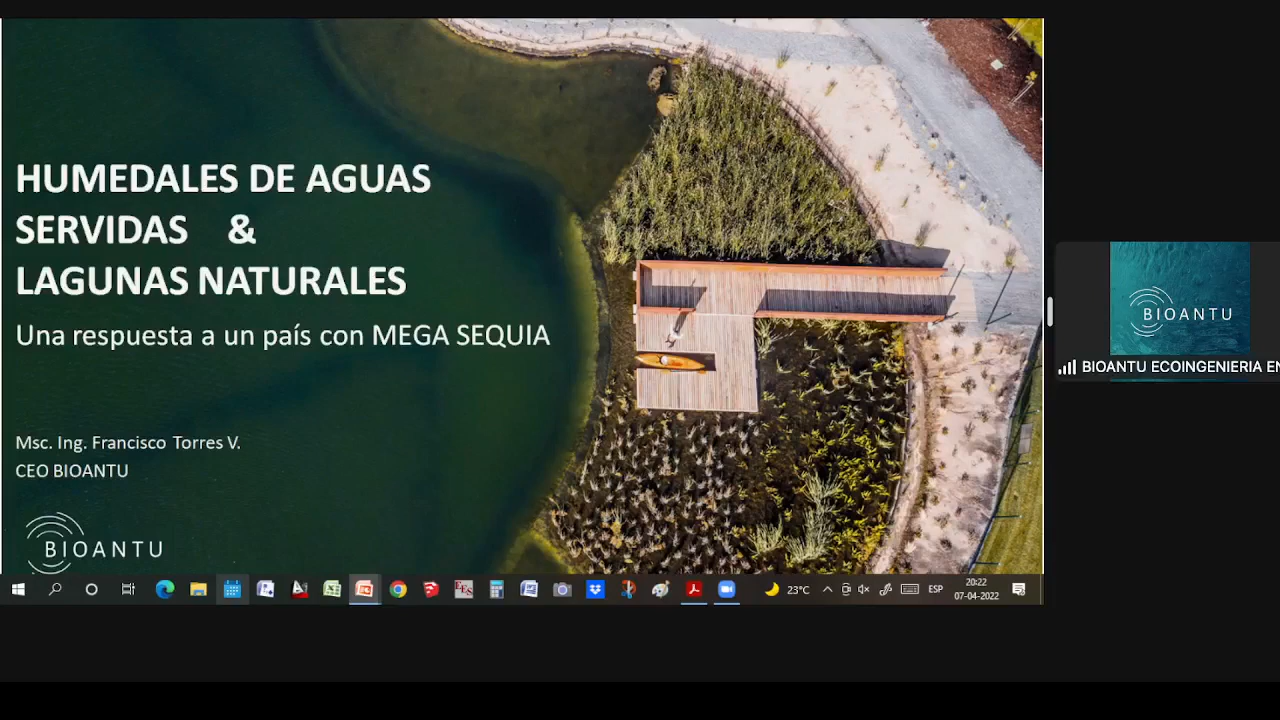 HUMEDALES DE AGUAS
SERVIDAS &
LAGUNAS NATURALES
Una respuesta a un país con MEGA SEQUIA
Msc. Ing. Francisco Torres V.
CEO BIOANTU
BIOANTU
BIOANTU
BIOANTU ECOINGENIERIA EN
23°C
ESP
20:22
07-04-2022